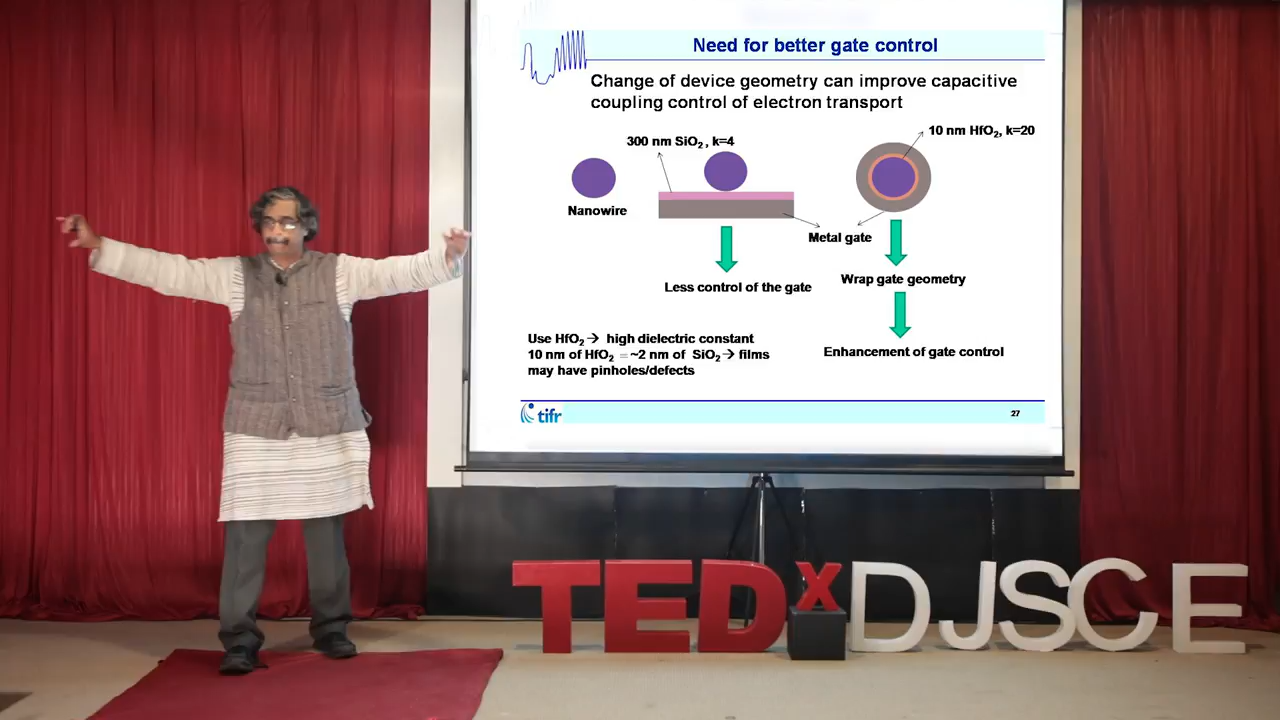 Need for better gate control
Change of device geometry can improve capacitive
coupling control of electron transport
10 nm HfO₂, k=20
300 nm SiO₂ , k=4
Nanowire
Metal gate
Less control of the gate
Wrap gate geometry
Use HfO₂ → high dielectric constant
10 nm of HfO₂ = ~2 nm of SiO₂ → films
may have pinholes/defects
Enhancement of gate control
tifr
27
TEDx DJSCE